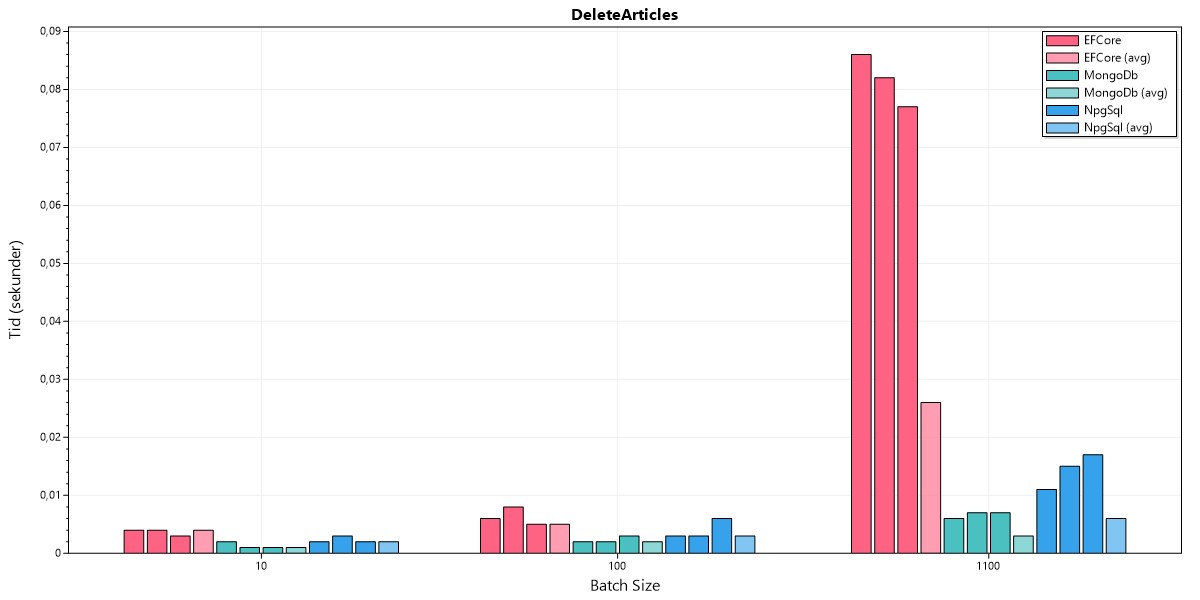 DeleteArticles
EFCore
EFCore (avg)
MongoDb
MongoDb (avg)
NpgSql
NpgSql (avg)
0,09
0,08
0,07
0,06
0,05
0,04
0,03
0,02
0,01
0
Tid (sekunder)
10
100
1100
Batch Size